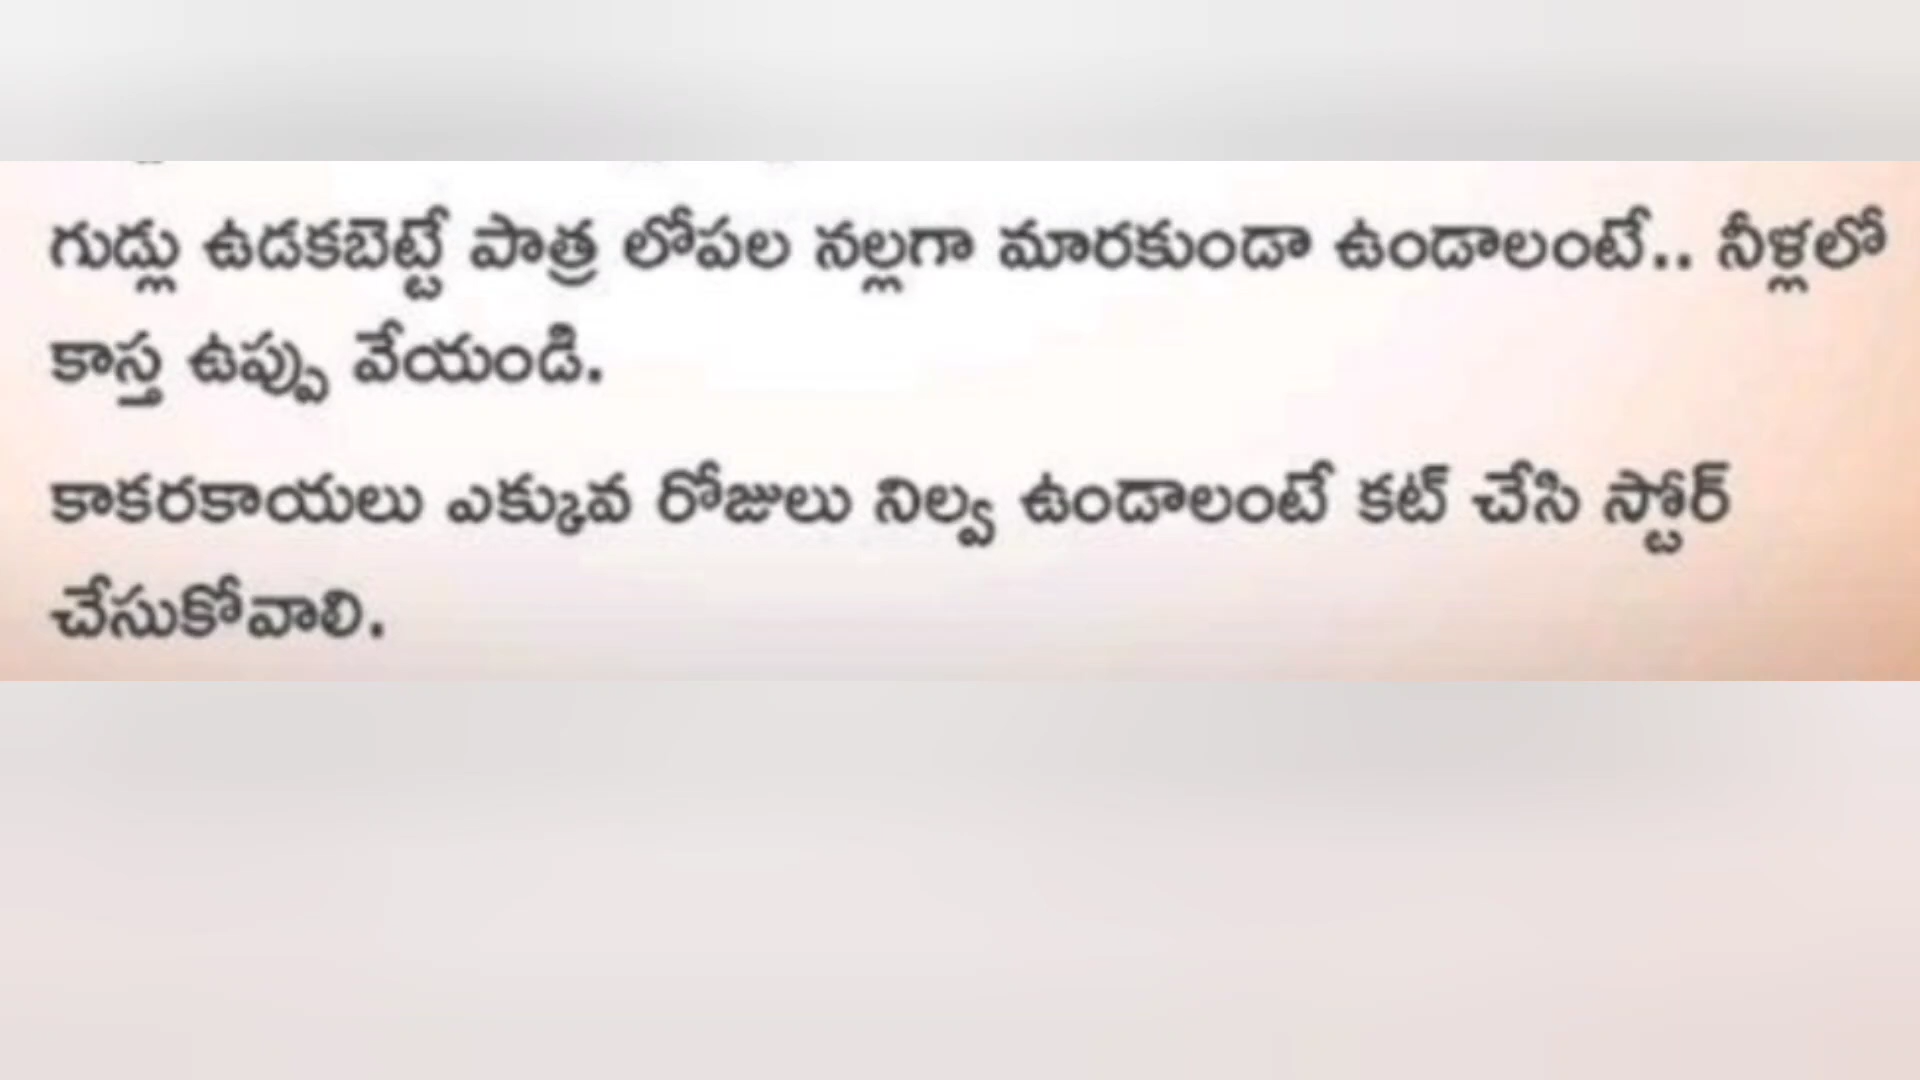 గుడ్లు ఉడకబెట్టే పాత్ర లోపల నల్లగా మారకుండా ఉండాలంటే.. నీళ్లలో
కాస్త ఉప్పు వేయండి.
కాకరకాయలు ఎక్కువ రోజులు నిల్వ ఉండాలంటే కట్ చేసి స్టోర్
చేసుకోవాలి.